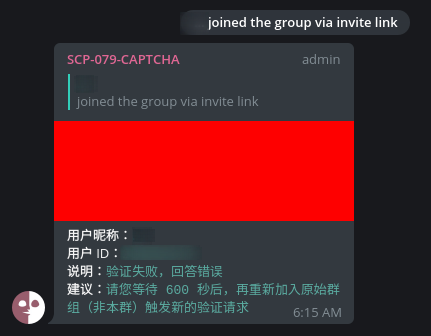 joined the group via invite link
SCP-079-CAPTCHA admin
joined the group via invite link
用户昵称：
用户 ID：
说明：验证失败，回答错误
建议：请您等待 600 秒后，再重新加入原始群
组（非本群）触发新的验证请求
6:15 AM